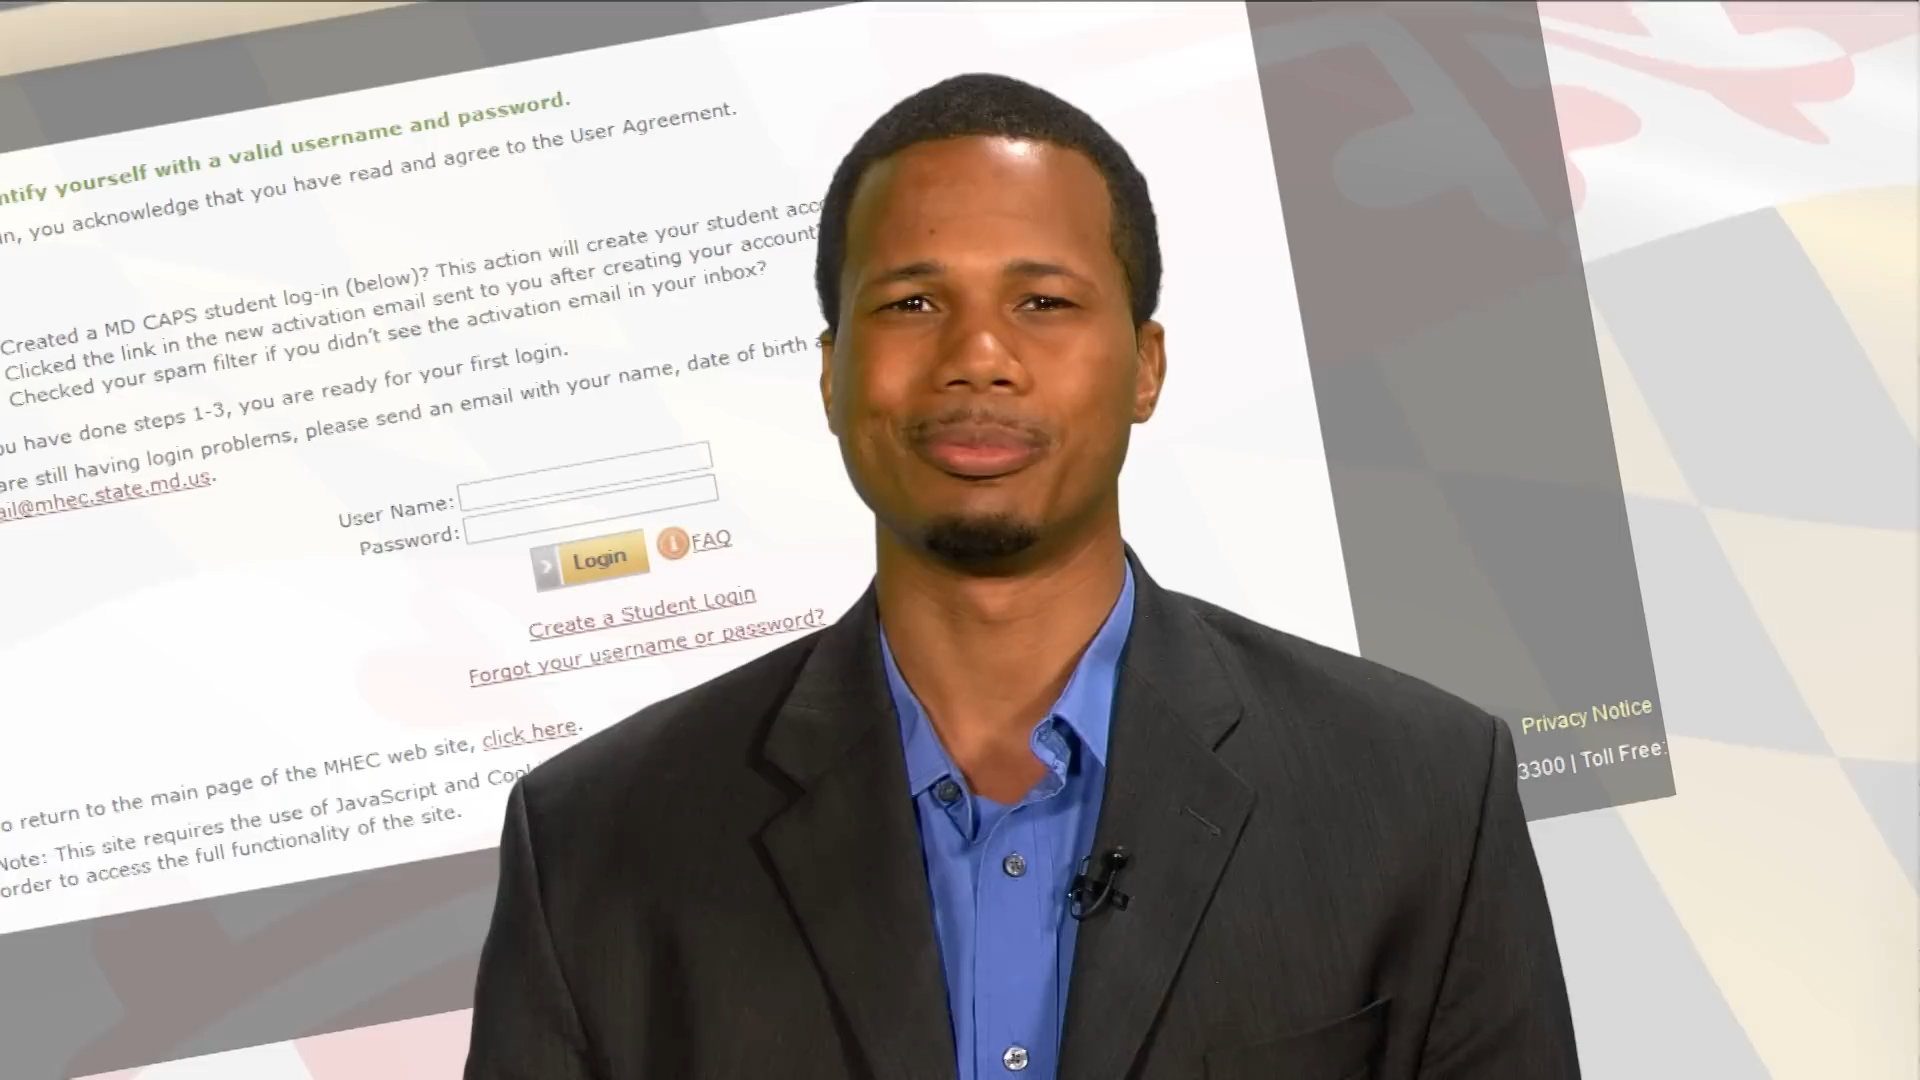 ntify yourself with a valid username and password.
in, you acknowledge that you have read and agree to the User Agreement.
Created a MD CAPS student log-in (below)? This action will create your student acc
Clicked the link in the new activation email sent to you after creating your account
Checked your spam filter if you didn't see the activation email in your inbox?
ou have done steps 1-3, you are ready for your first login.
are still having login problems, please send an email with your name, date of birth a
ail@mhec.state.md.us.
User Name:
Password:
Login
FAQ
Create a Student Login
Forgot your username or password?
o return to the main page of the MHEC web site, click here.
Note: This site requires the use of JavaScript and Coo
order to access the full functionality of the site.
Privacy Notice
3300 | Toll Free: